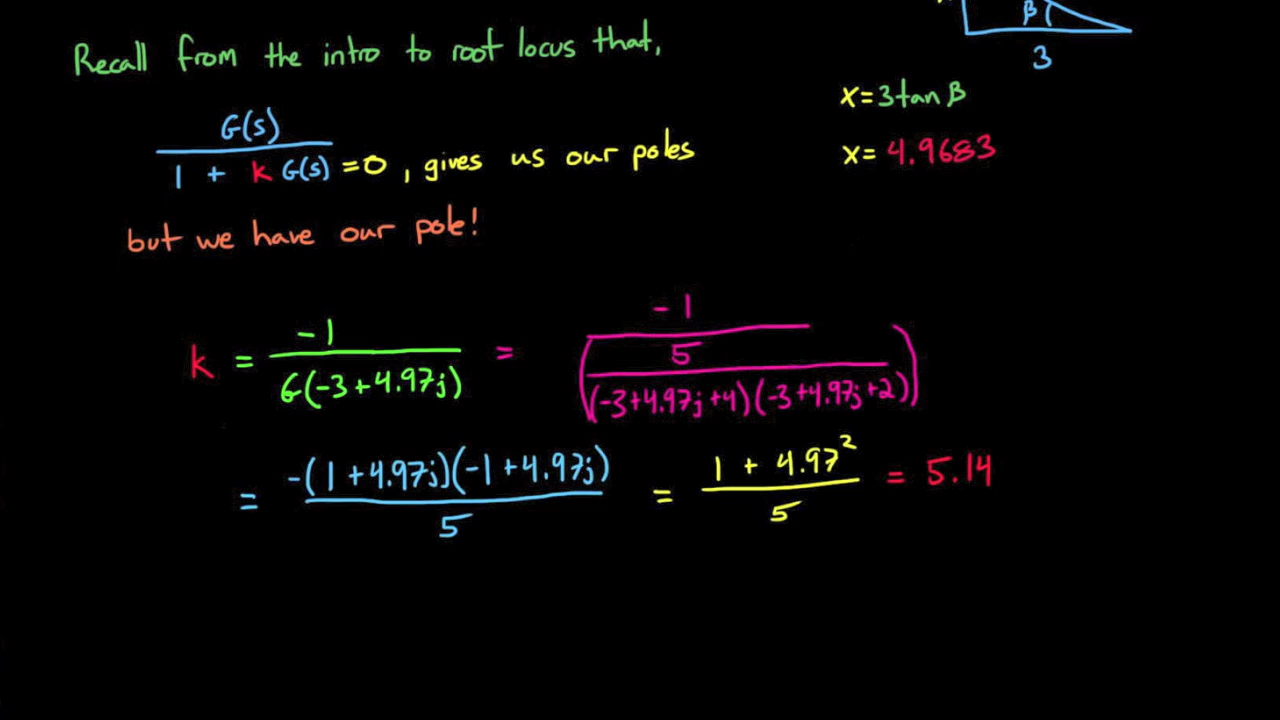 β
Recall from the intro to root locus that,
3
x = 3 tan β
G(s)
1 + k G(s) = 0 , gives us our poles
x = 4.9683
but we have our pole!
k = -1 / G(-3+4.97j) = -1 / (5 / (-3+4.97j+4)(-3+4.97j+2))
= -(1+4.97j)(-1+4.97j) / 5 = 1 + 4.97² / 5 = 5.14